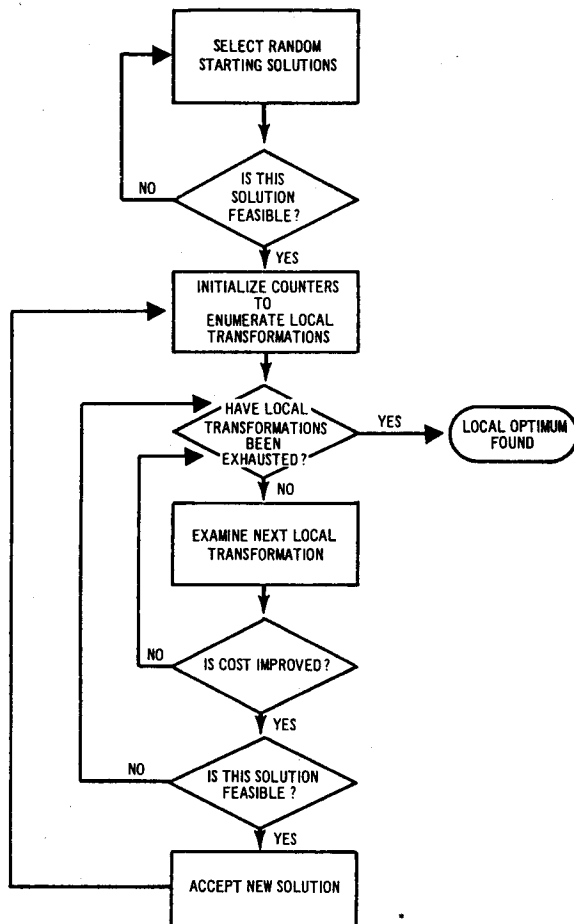 SELECT RANDOM
STARTING SOLUTIONS
IS THIS
SOLUTION
FEASIBLE?
NO
YES
INITIALIZE COUNTERS
TO
ENUMERATE LOCAL
TRANSFORMATIONS
HAVE LOCAL
TRANSFORMATIONS
BEEN
EXHAUSTED?
YES
LOCAL OPTIMUM
FOUND
NO
EXAMINE NEXT LOCAL
TRANSFORMATION
IS COST IMPROVED?
NO
YES
IS THIS SOLUTION
FEASIBLE?
NO
YES
ACCEPT NEW SOLUTION